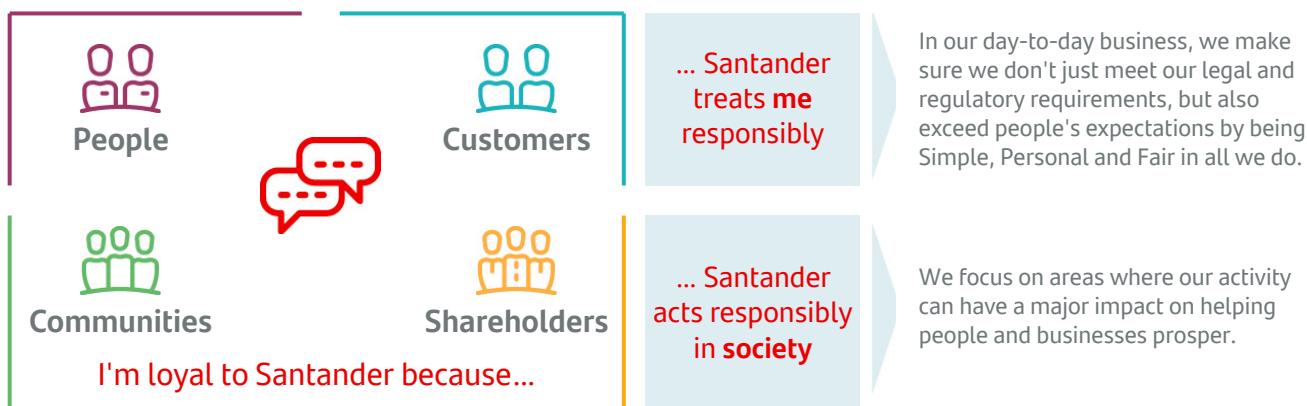 People
Customers
Communities
Shareholders
I'm loyal to Santander because...
... Santander
treats me
responsibly
In our day-to-day business, we make
sure we don't just meet our legal and
regulatory requirements, but also
exceed people's expectations by being
Simple, Personal and Fair in all we do.
... Santander
acts responsibly
in society
We focus on areas where our activity
can have a major impact on helping
people and businesses prosper.